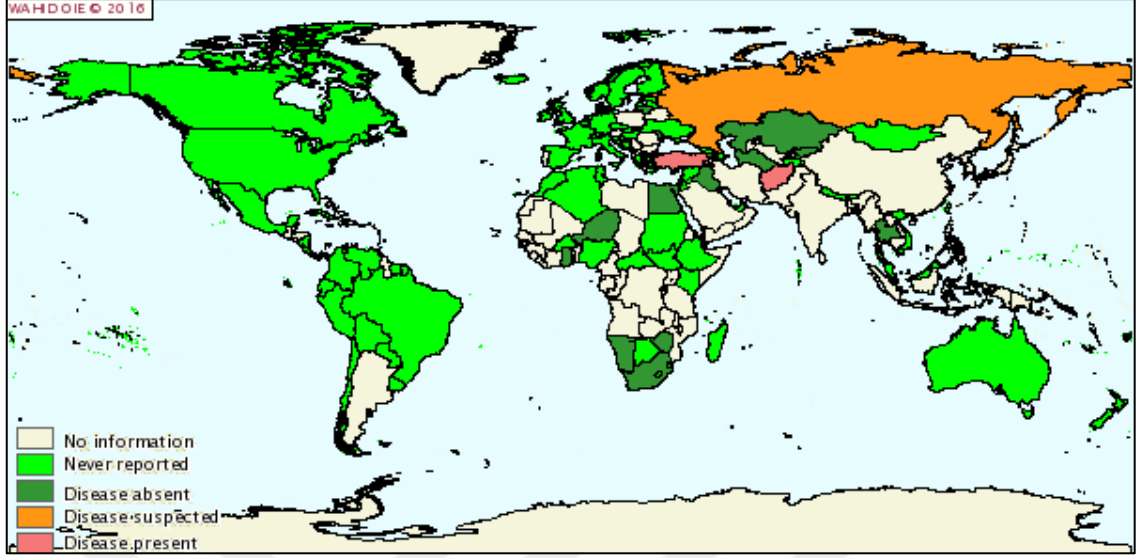 WAHID OIE © 2016
No information
Never reported
Disease absent
Disease suspected
Disease present